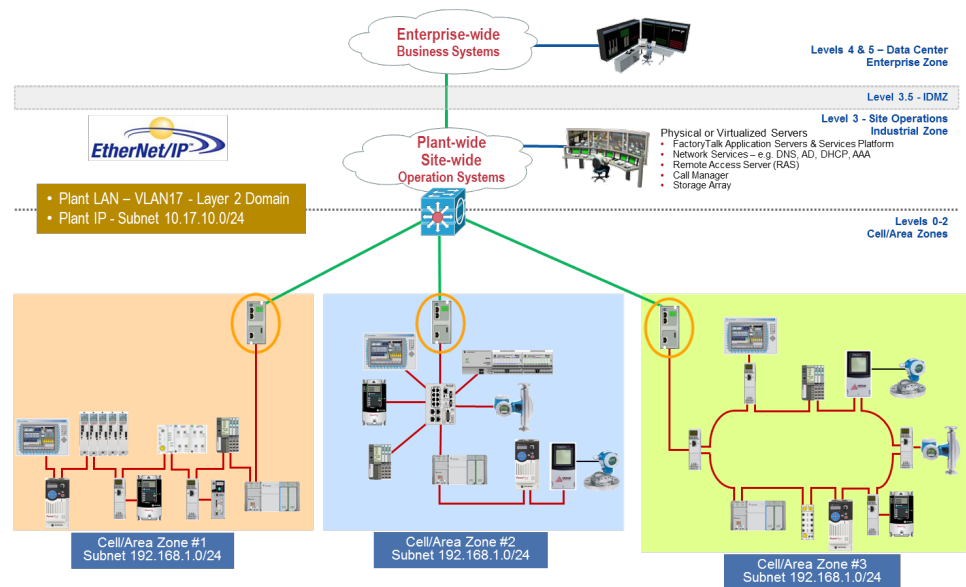 Enterprise-wide
Business Systems
Levels 4 & 5 – Data Center
Enterprise Zone
Level 3.5 - IDMZ
Level 3 - Site Operations
Industrial Zone
EtherNet/IP™
Plant-wide
Site-wide
Operation Systems
Physical or Virtualized Servers
• FactoryTalk Application Servers & Services Platform
• Network Services – e.g. DNS, AD, DHCP, AAA
• Remote Access Server (RAS)
• Call Manager
• Storage Array
• Plant LAN – VLAN17 - Layer 2 Domain
• Plant IP - Subnet 10.17.10.0/24
Levels 0-2
Cell/Area Zones
Cell/Area Zone #1
Subnet 192.168.1.0/24
Cell/Area Zone #2
Subnet 192.168.1.0/24
Cell/Area Zone #3
Subnet 192.168.1.0/24